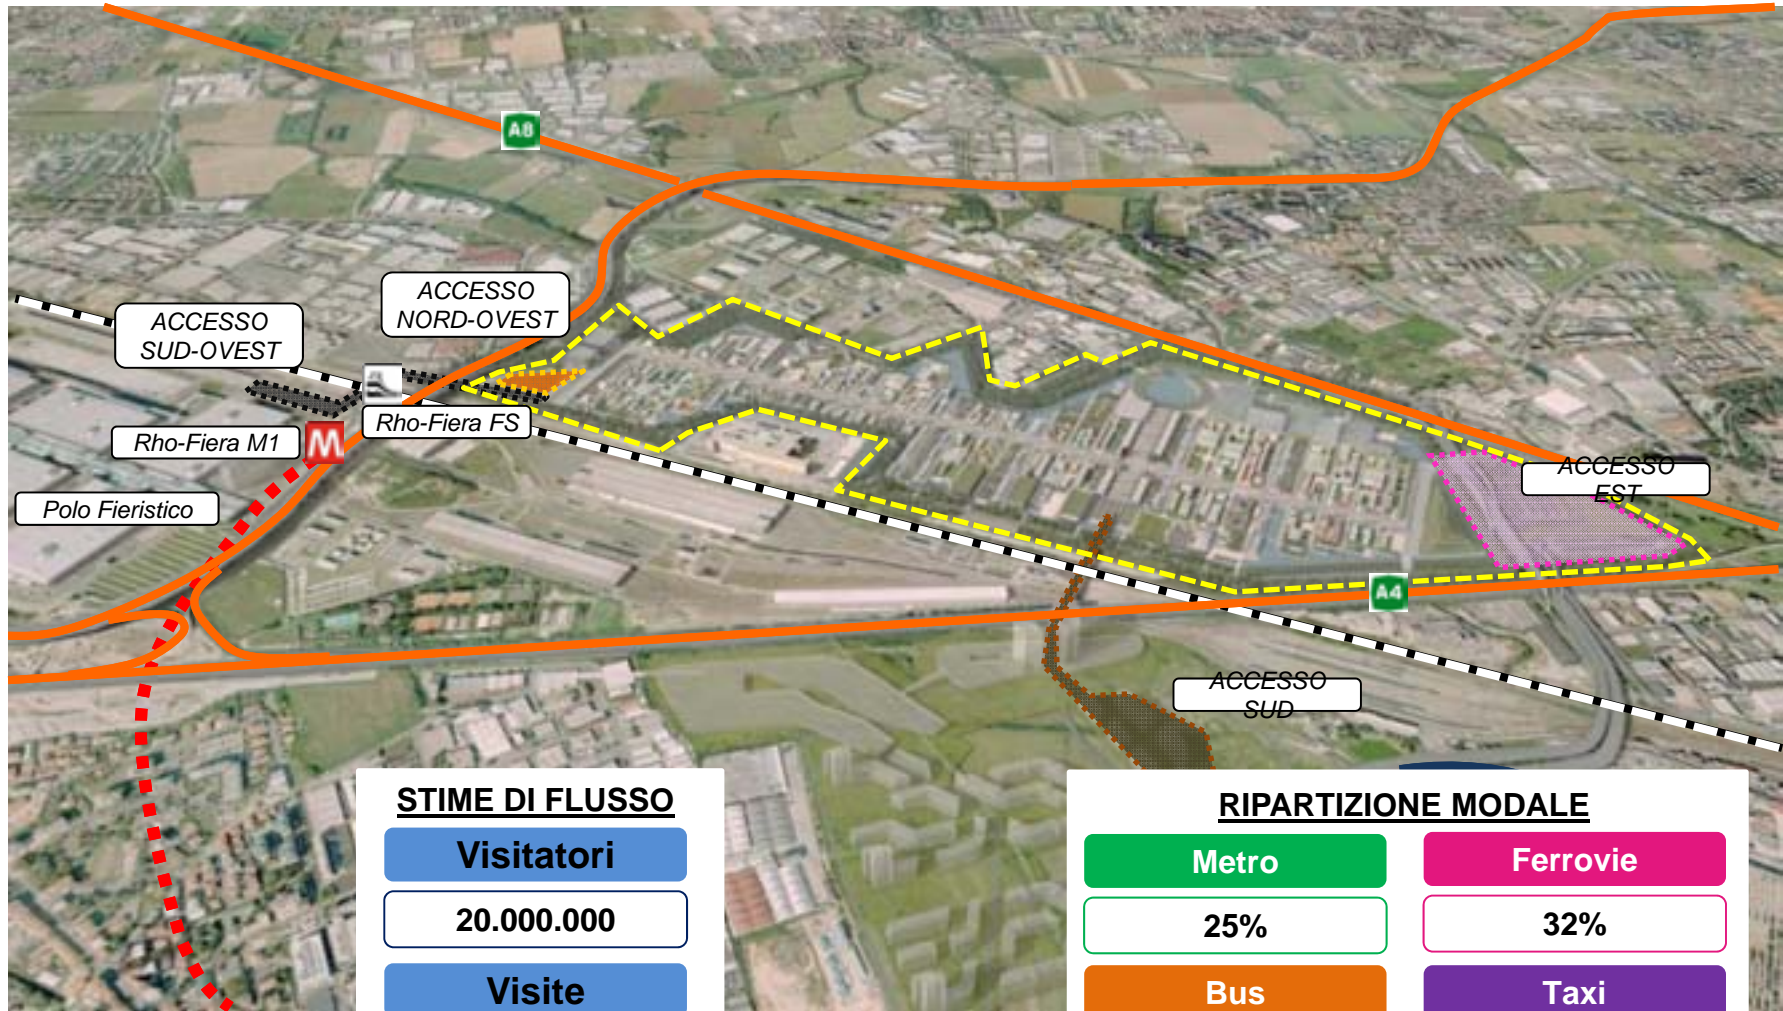 A8
ACCESSO
NORD-OVEST
ACCESSO
SUD-OVEST
Rho-Fiera FS
Rho-Fiera M1
M
ACCESSO
EST
Polo Fieristico
A4
ACCESSO
SUD
STIME DI FLUSSO
Visitatori
20.000.000
Visite
RIPARTIZIONE MODALE
Metro
Ferrovie
25%
32%
Bus
Taxi